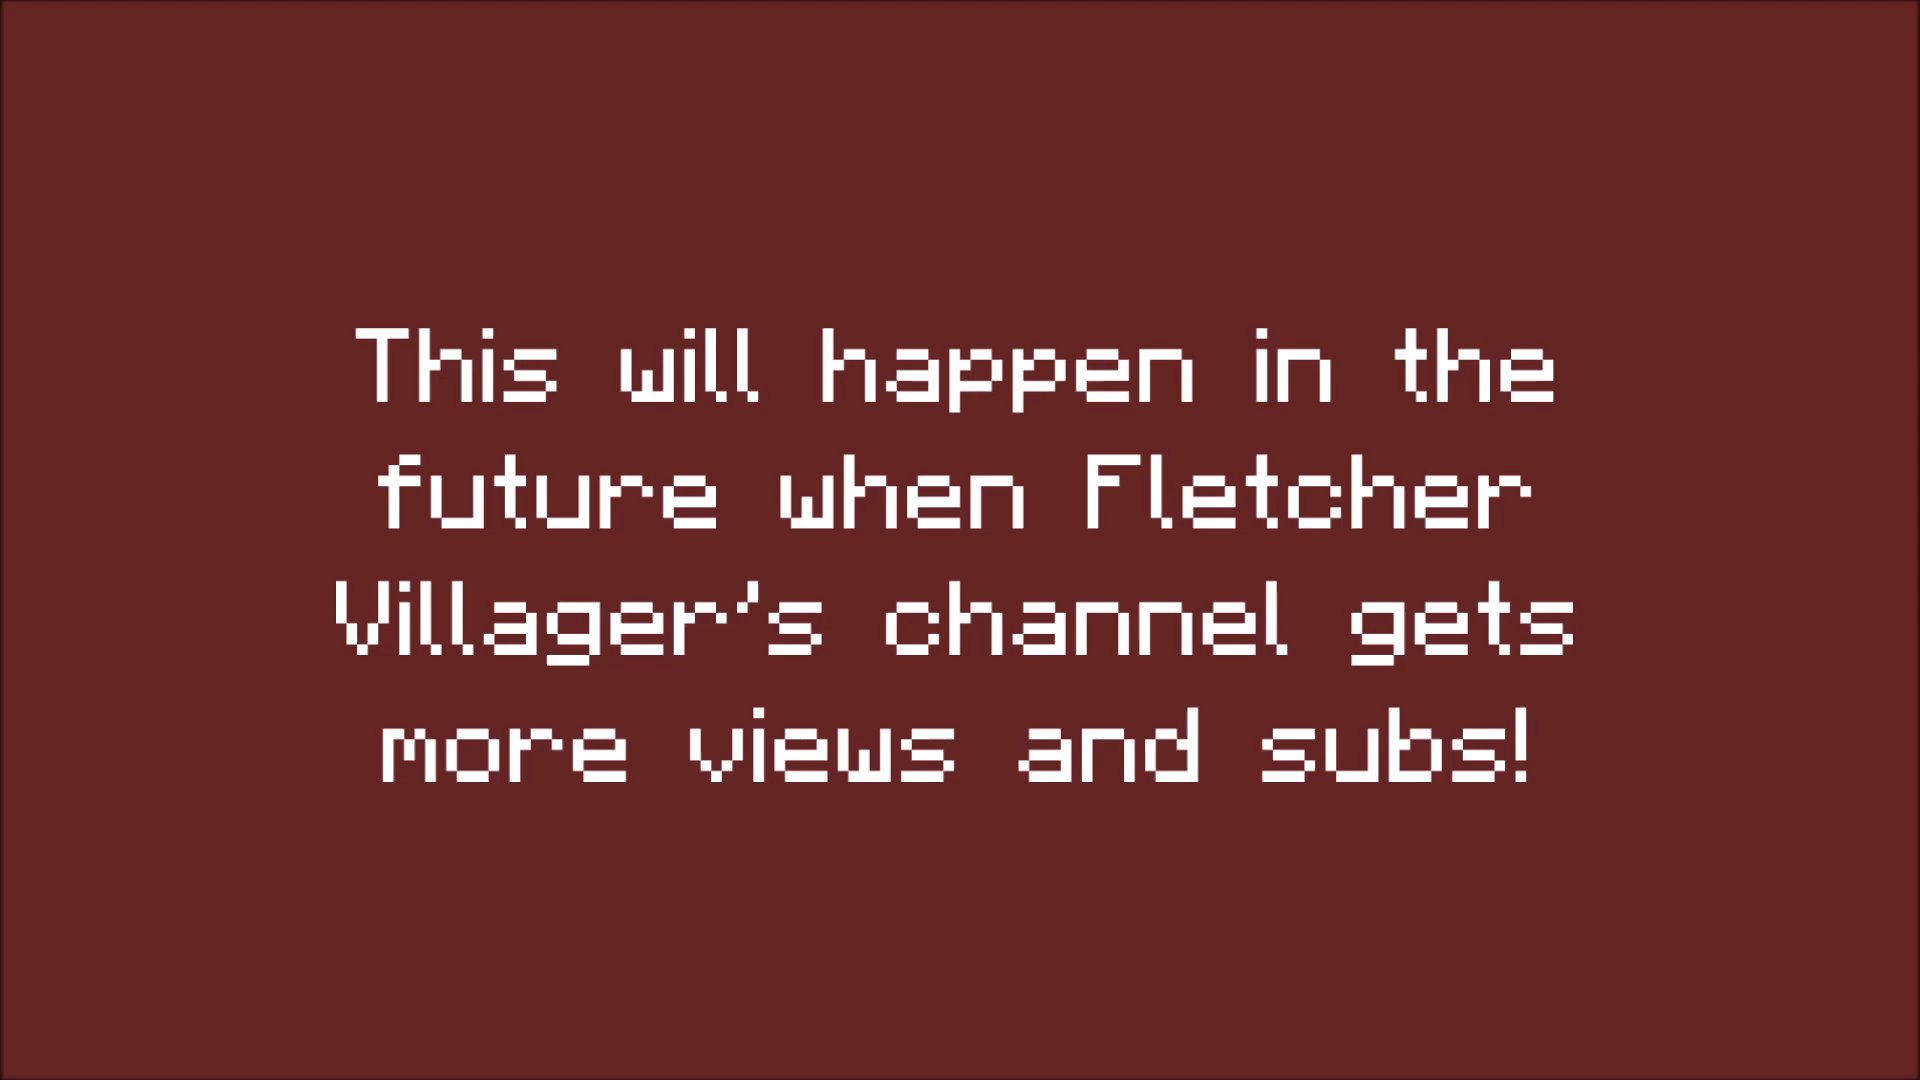 This will happen in the
future when Fletcher
Villager's channel gets
more views and subs!